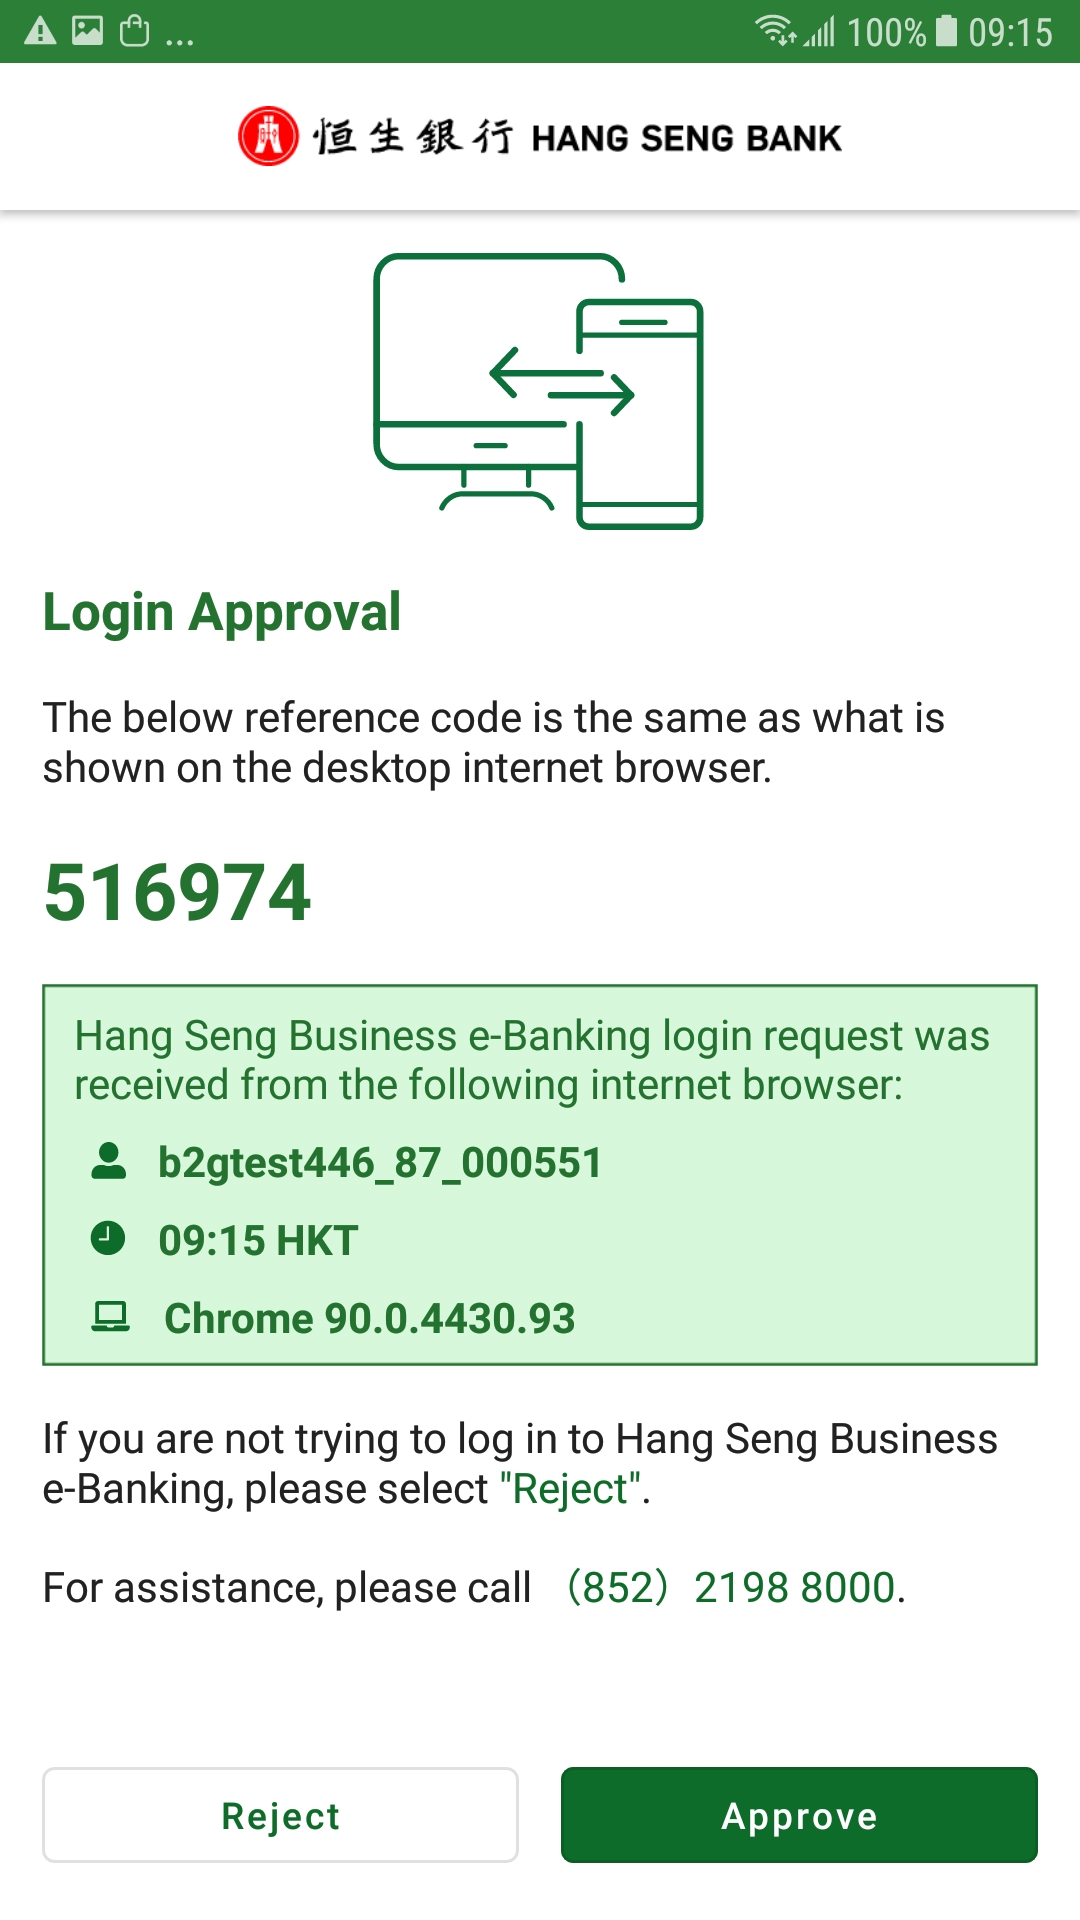 ... 100% 09:15
恒生銀行 HANG SENG BANK
Login Approval
The below reference code is the same as what is
shown on the desktop internet browser.
516974
Hang Seng Business e-Banking login request was
received from the following internet browser:
b2gtest446_87_000551
09:15 HKT
Chrome 90.0.4430.93
If you are not trying to log in to Hang Seng Business
e-Banking, please select "Reject".
For assistance, please call （852）2198 8000.
Reject Approve